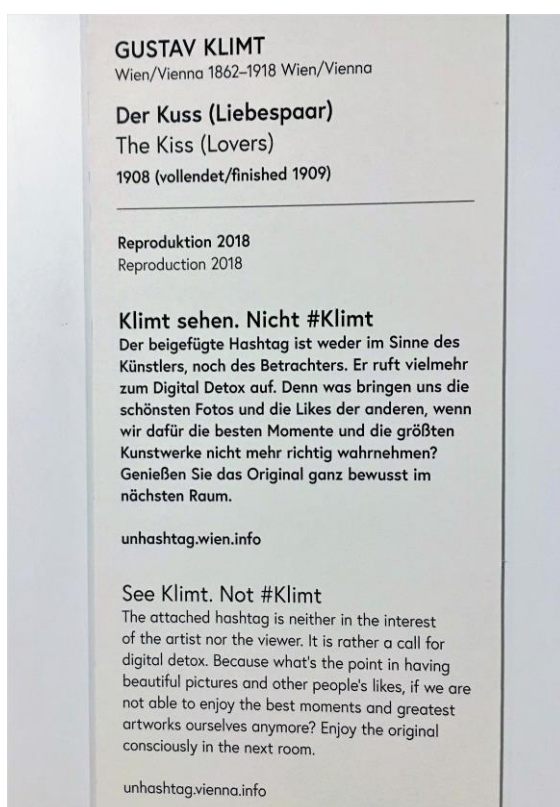 GUSTAV KLIMT
Wien/Vienna 1862–1918 Wien/Vienna
Der Kuss (Liebespaar)
The Kiss (Lovers)
1908 (vollendet/finished 1909)
Reproduktion 2018
Reproduction 2018
Klimt sehen. Nicht #Klimt
Der beigefügte Hashtag ist weder im Sinne des
Künstlers, noch des Betrachters. Er ruft vielmehr
zum Digital Detox auf. Denn was bringen uns die
schönsten Fotos und die Likes der anderen, wenn
wir dafür die besten Momente und die größten
Kunstwerke nicht mehr richtig wahrnehmen?
Genießen Sie das Original ganz bewusst im
nächsten Raum.
unhashtag.wien.info
See Klimt. Not #Klimt
The attached hashtag is neither in the interest
of the artist nor the viewer. It is rather a call for
digital detox. Because what's the point in having
beautiful pictures and other people's likes, if we are
not able to enjoy the best moments and greatest
artworks ourselves anymore? Enjoy the original
consciously in the next room.
unhashtag.vienna.info